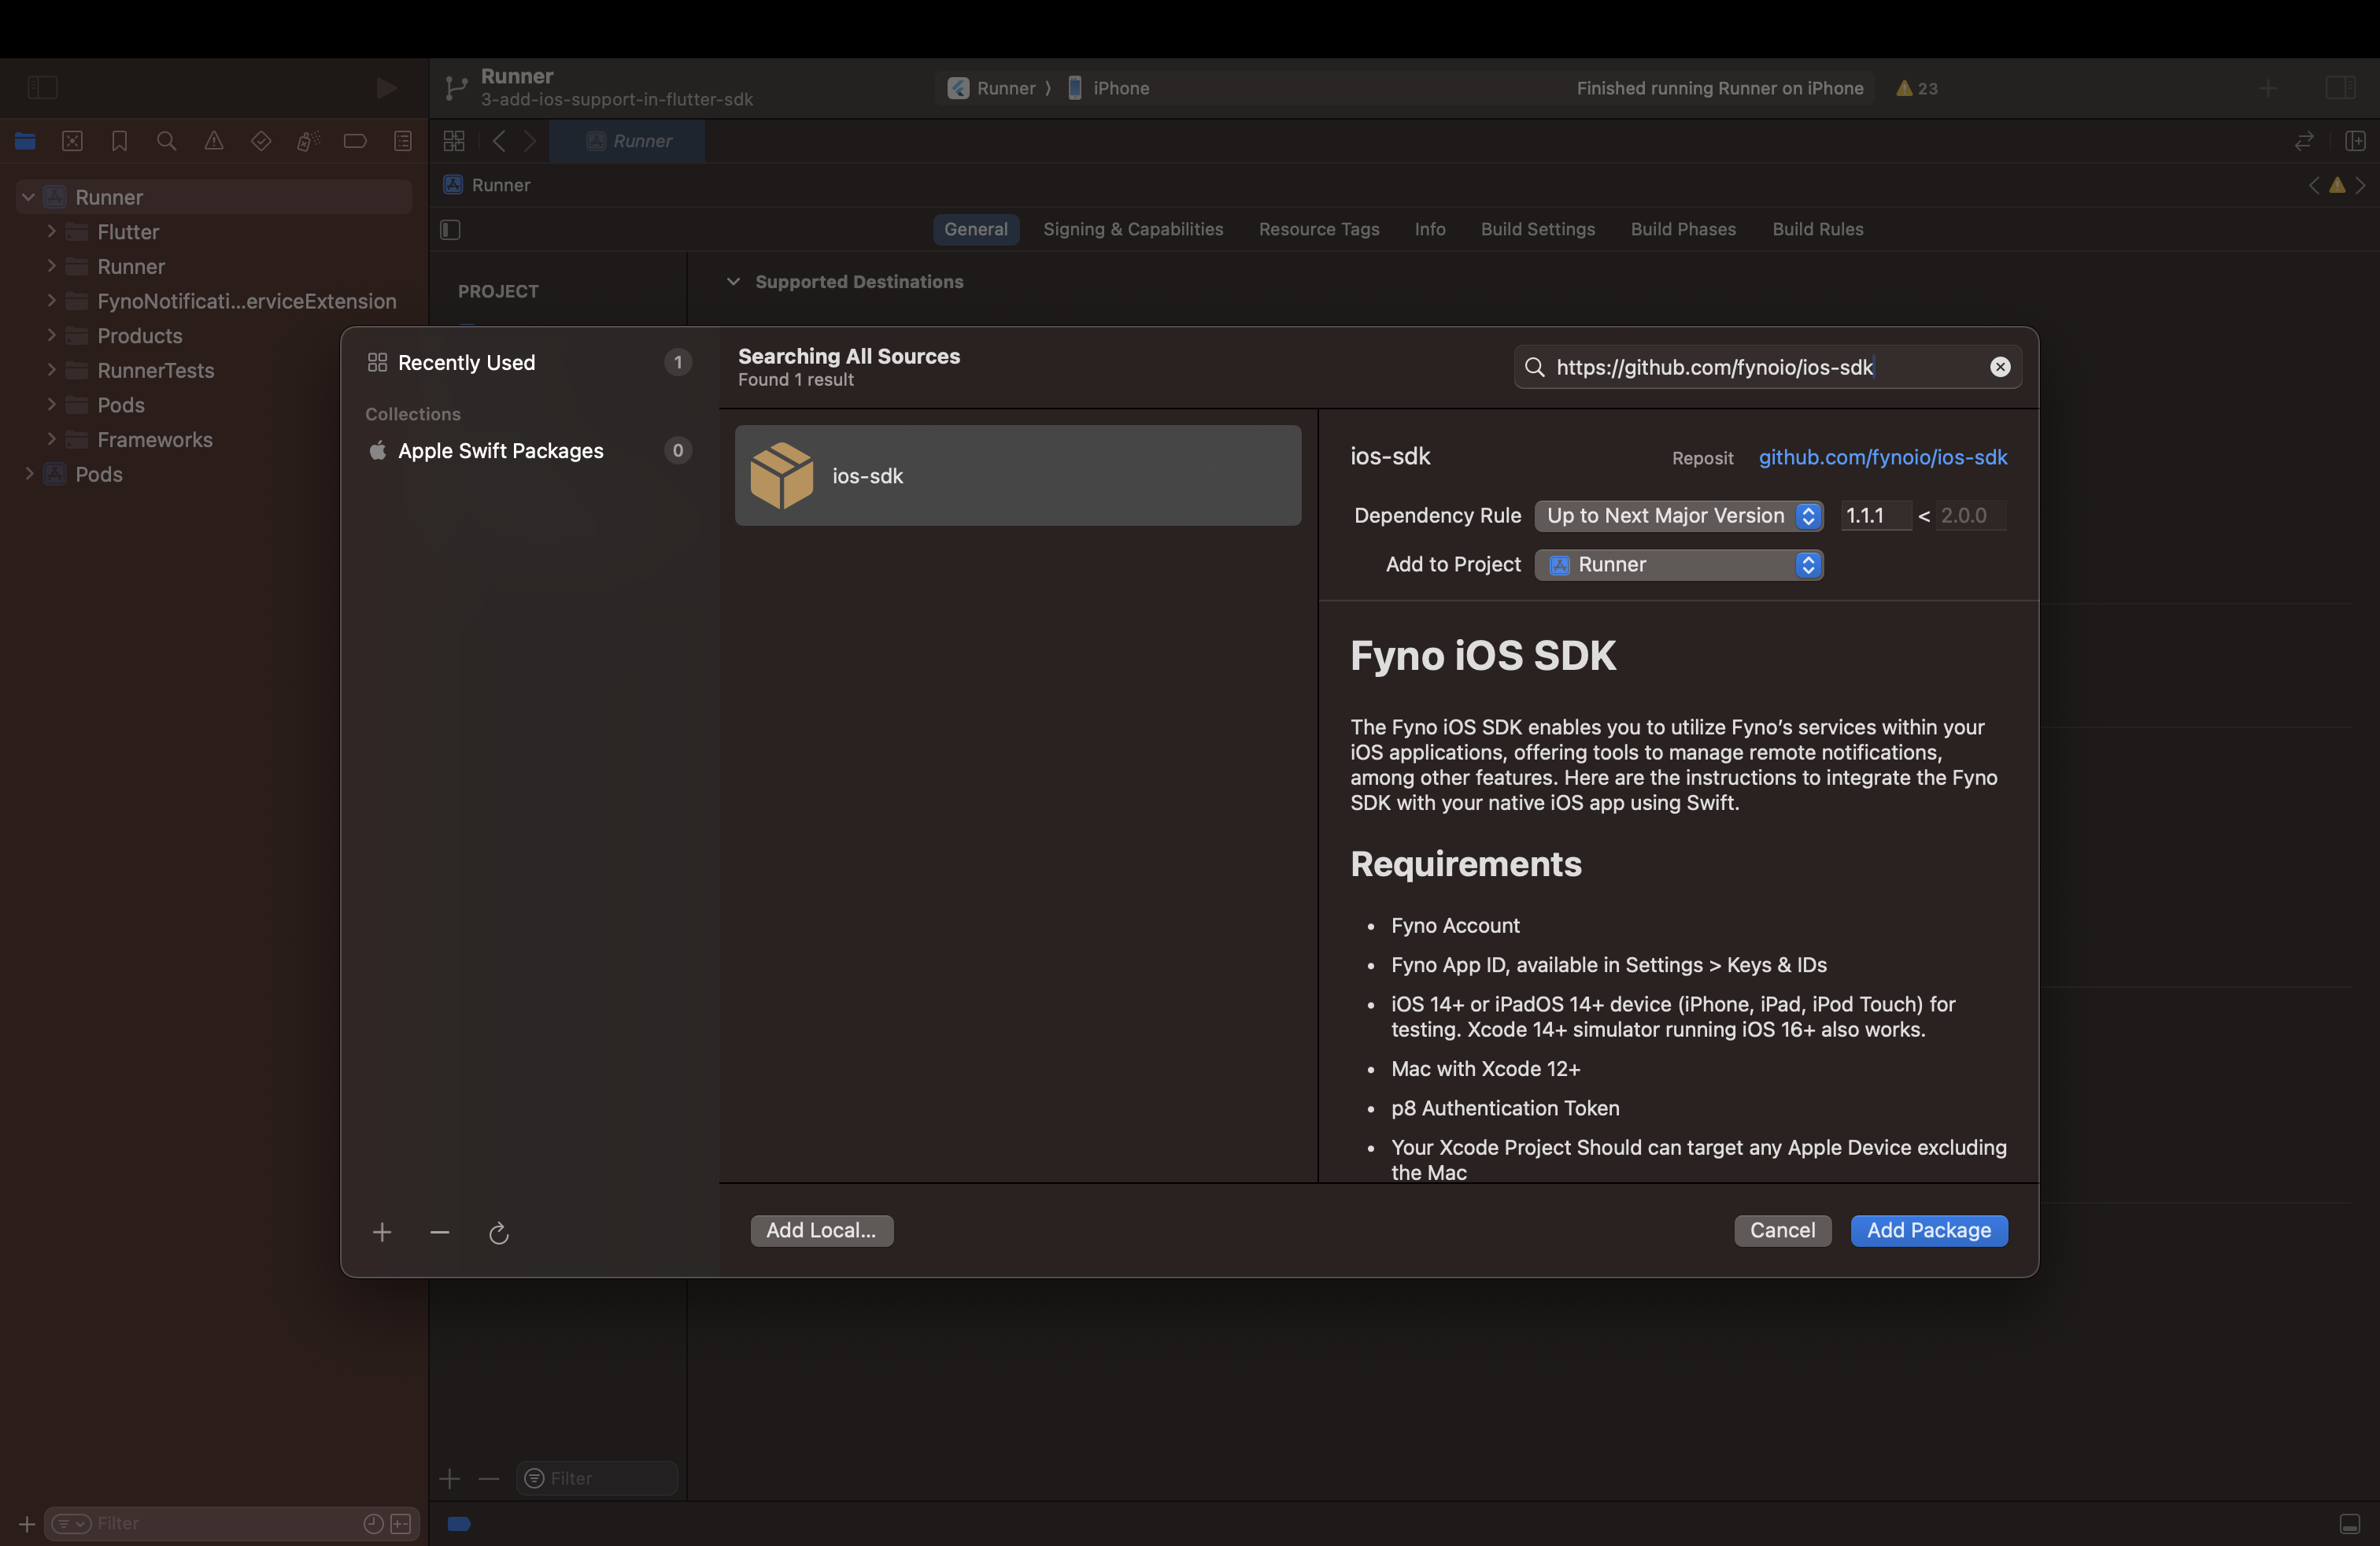 Runner
3-add-ios-support-in-flutter-sdk
Runner ⟩ iPhone
Finished running Runner on iPhone
23
Runner
Runner
Runner
Flutter
Runner
FynoNotificati...erviceExtension
Products
RunnerTests
Pods
Frameworks
Pods
General
Signing & Capabilities
Resource Tags
Info
Build Settings
Build Phases
Build Rules
PROJECT
Supported Destinations
Recently Used
1
Collections
Apple Swift Packages
0
Searching All Sources
Found 1 result
https://github.com/fynoio/ios-sdk
ios-sdk
ios-sdk
Reposit github.com/fynoio/ios-sdk
Dependency Rule Up to Next Major Version 1.1.1 < 2.0.0
Add to Project Runner
Fyno iOS SDK
The Fyno iOS SDK enables you to utilize Fyno’s services within your
iOS applications, offering tools to manage remote notifications,
among other features. Here are the instructions to integrate the Fyno
SDK with your native iOS app using Swift.
Requirements
• Fyno Account
• Fyno App ID, available in Settings > Keys & IDs
• iOS 14+ or iPadOS 14+ device (iPhone, iPad, iPod Touch) for
testing. Xcode 14+ simulator running iOS 16+ also works.
• Mac with Xcode 12+
• p8 Authentication Token
• Your Xcode Project Should can target any Apple Device excluding
the Mac
Add Local...
Cancel
Add Package
Filter
Filter